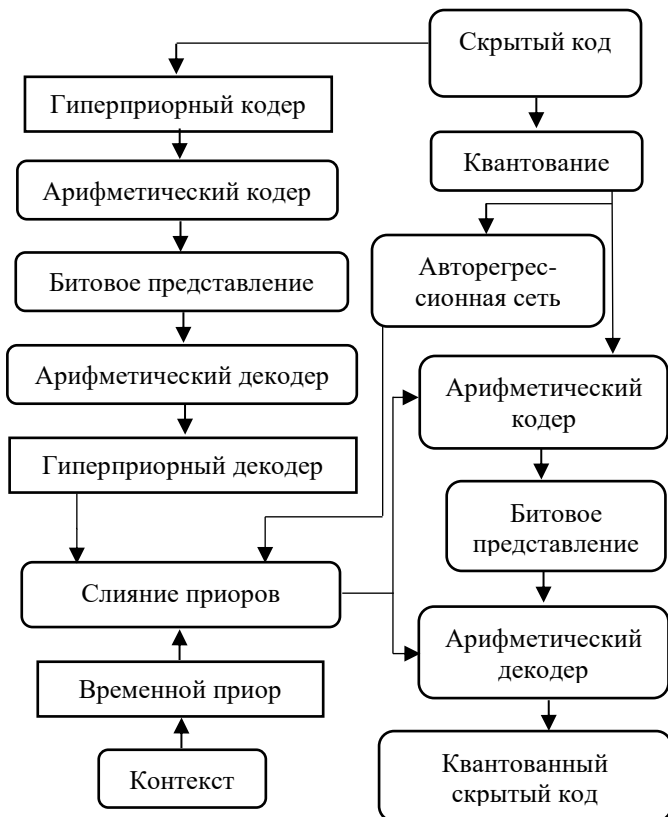 Скрытый код
Гиперприорный кодер
Квантование
Арифметический кодер
Авторегрес-
сионная сеть
Битовое представление
Арифметический декодер
Арифметический
кодер
Гиперприорный декодер
Битовое
представление
Слияние приоров
Арифметический
декодер
Временной приор
Контекст
Квантованный
скрытый код